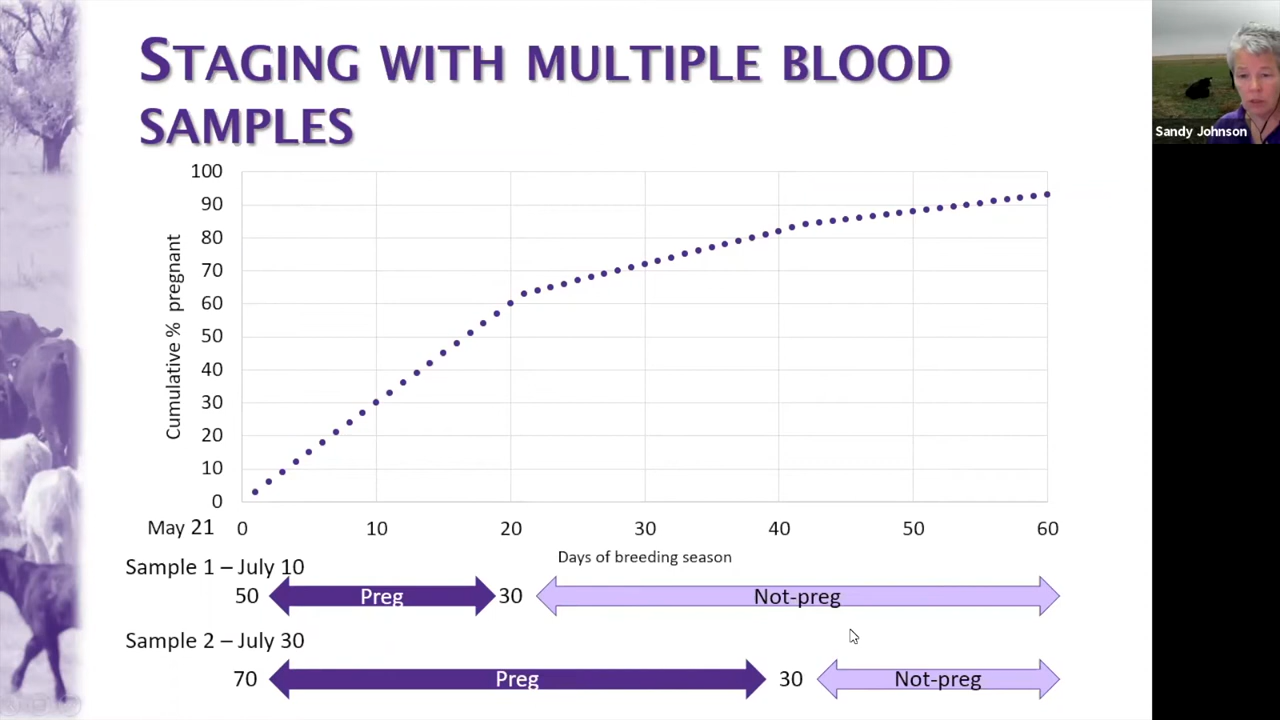 STAGING WITH MULTIPLE BLOOD
SAMPLES
Sandy Johnson
100
90
80
70
60
50
40
30
20
10
0
Cumulative % pregnant
May 21 0 10 20 30 40 50 60
Days of breeding season
Sample 1 – July 10
50 Preg 30 Not-preg
Sample 2 – July 30
70 Preg 30 Not-preg